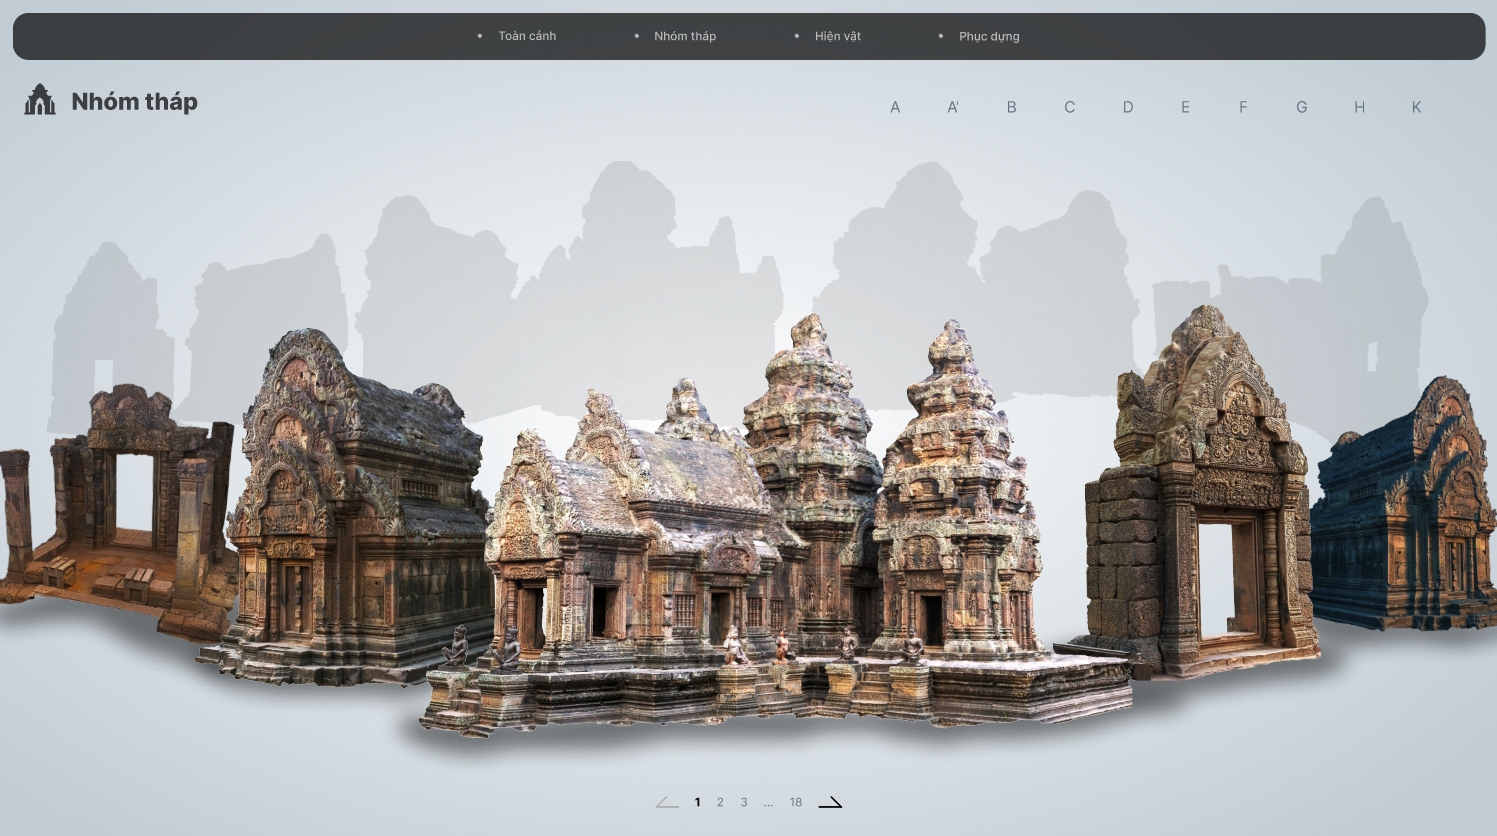 • Toàn cảnh • Nhóm tháp • Hiện vật • Phục dựng
Nhóm tháp
A A' B C D E F G H K
1 2 3 ... 18